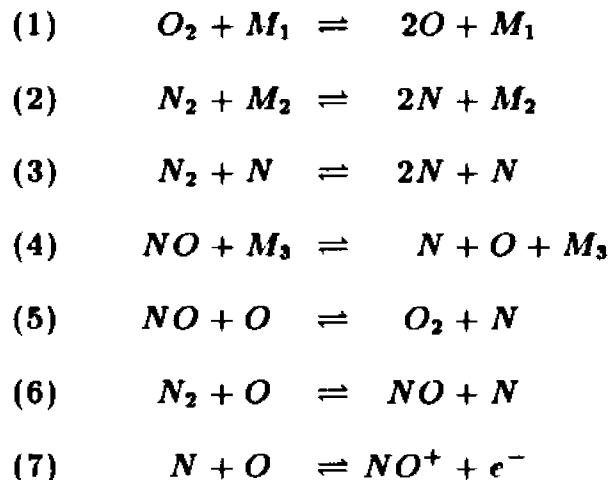 (1) O₂ + M₁ ⇌ 2O + M₁
(2) N₂ + M₂ ⇌ 2N + M₂
(3) N₂ + N ⇌ 2N + N
(4) NO + M₃ ⇌ N + O + M₃
(5) NO + O ⇌ O₂ + N
(6) N₂ + O ⇌ NO + N
(7) N + O ⇌ NO⁺ + e⁻